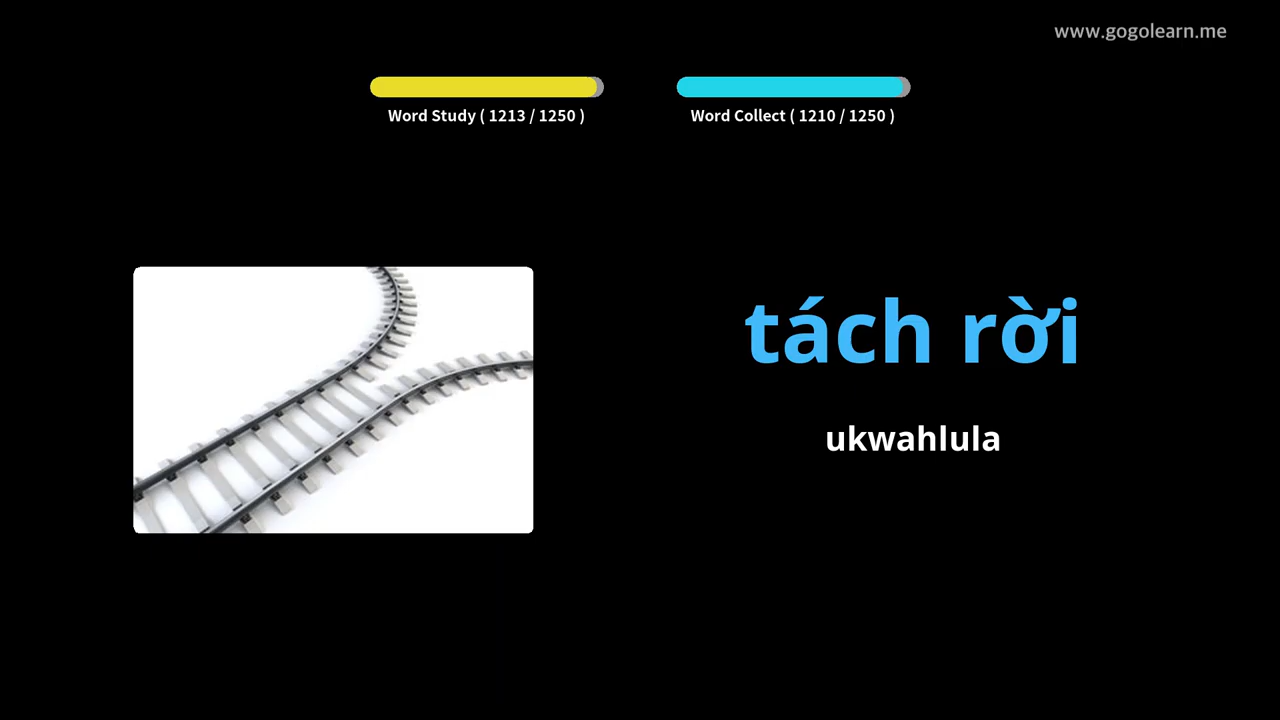 www.gogolearn.me
Word Study ( 1213 / 1250 )
Word Collect ( 1210 / 1250 )
tách rời
ukwahlula